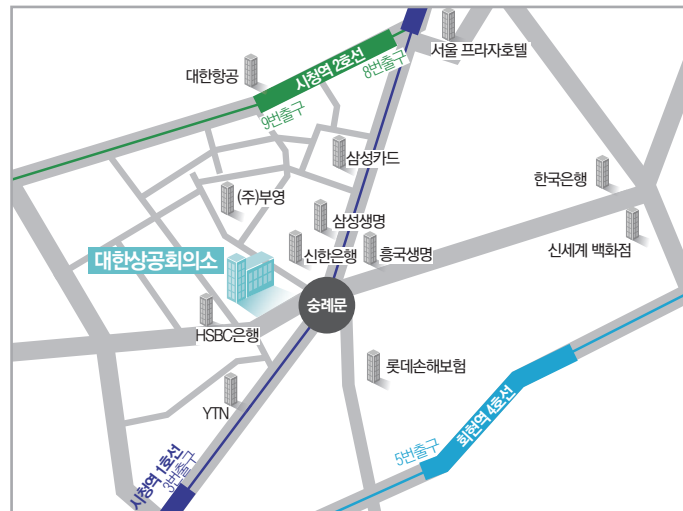 서울 프라자호텔
시청역 2호선
8번출구
대한항공
9번출구
삼성카드
한국은행
(주)부영
삼성생명
신세계 백화점
신한은행
흥국생명
대한상공회의소
숭례문
HSBC은행
롯데손해보험
YTN
회현역 4호선
5번출구
시청역 1호선
3번출구